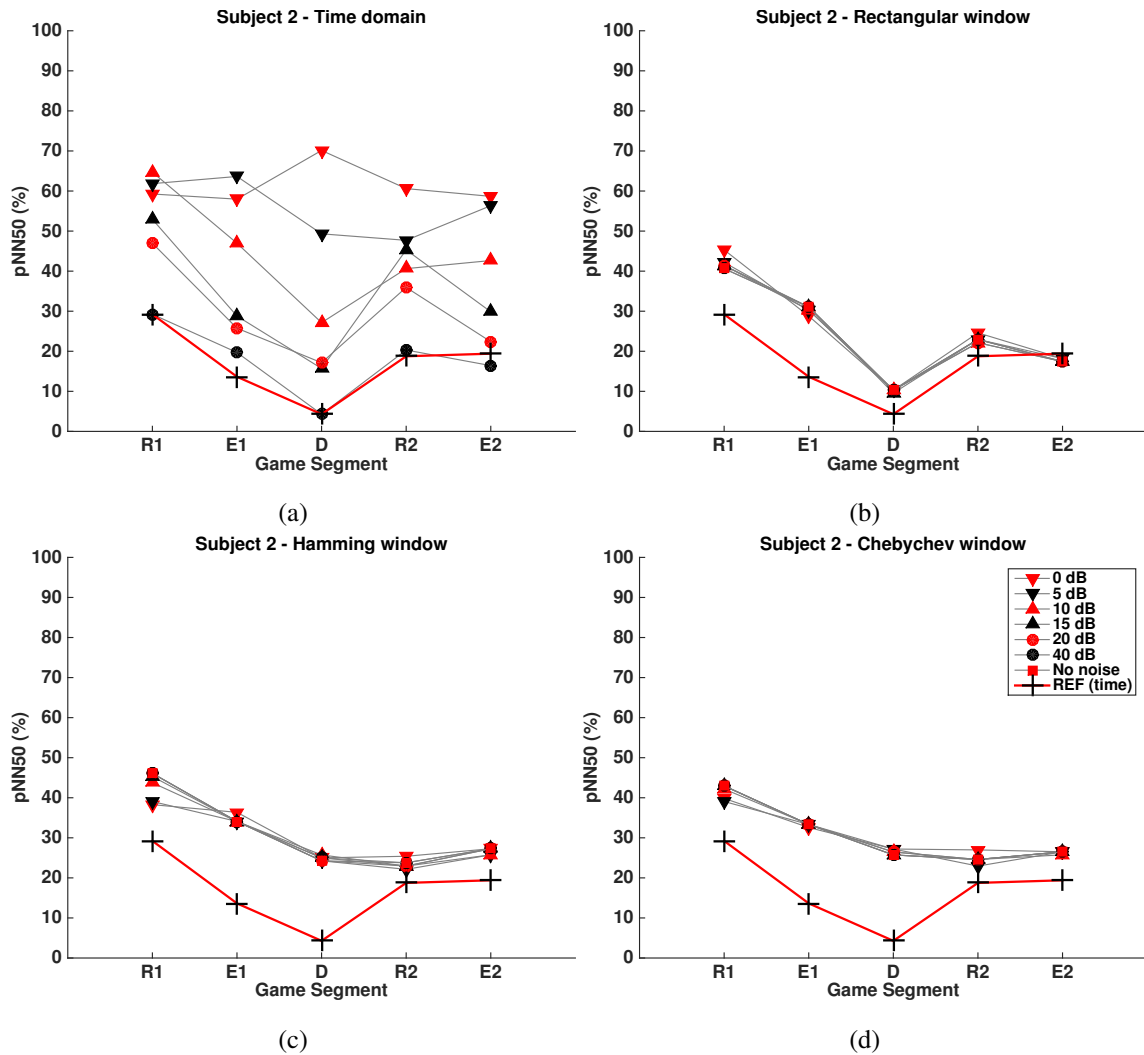 Subject 2 - Time domain
100
90
80
70
60
50
40
30
20
10
0
pNN50 (%)
R1 E1 D R2 E2
Game Segment
(a)
Subject 2 - Rectangular window
100
90
80
70
60
50
40
30
20
10
0
pNN50 (%)
R1 E1 D R2 E2
Game Segment
(b)
Subject 2 - Hamming window
100
90
80
70
60
50
40
30
20
10
0
pNN50 (%)
R1 E1 D R2 E2
Game Segment
(c)
Subject 2 - Chebychev window
100
90
80
70
60
50
40
30
20
10
0
pNN50 (%)
R1 E1 D R2 E2
Game Segment
0 dB
5 dB
10 dB
15 dB
20 dB
40 dB
No noise
REF (time)
(d)